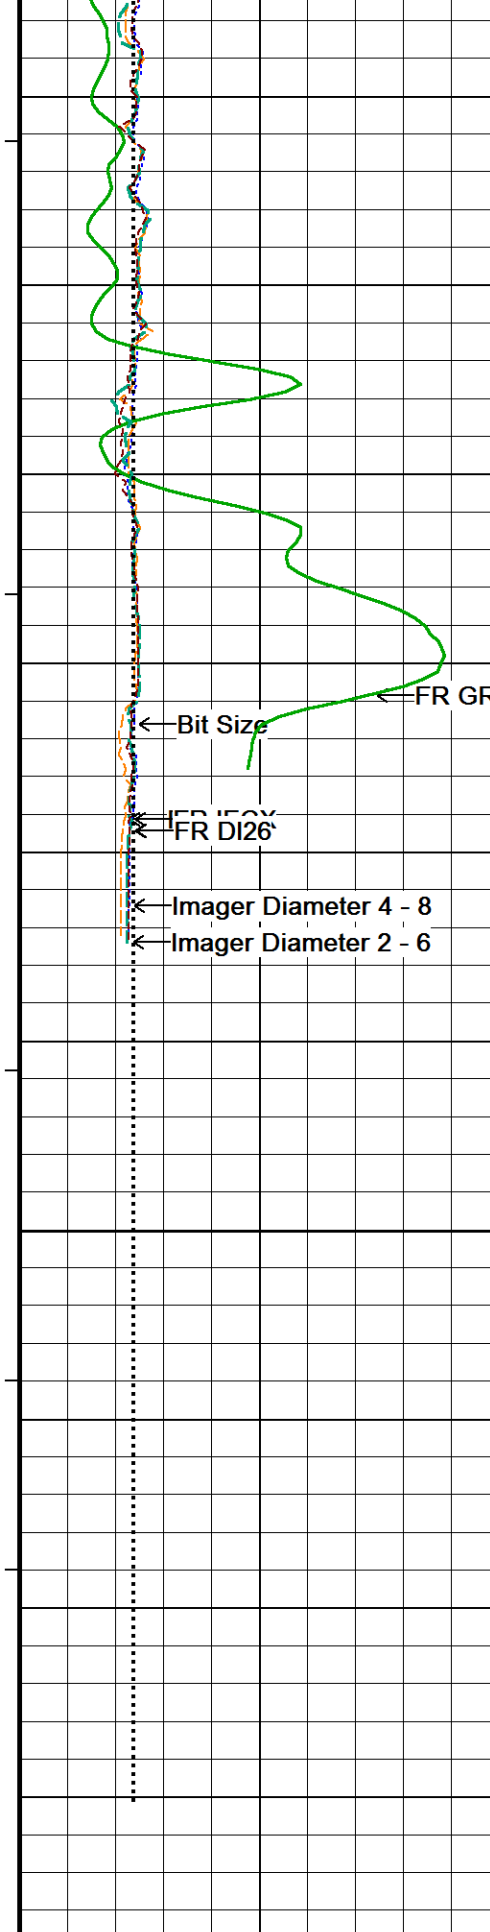 FR GR
Bit Size
FR DI26
Imager Diameter 4 - 8
Imager Diameter 2 - 6